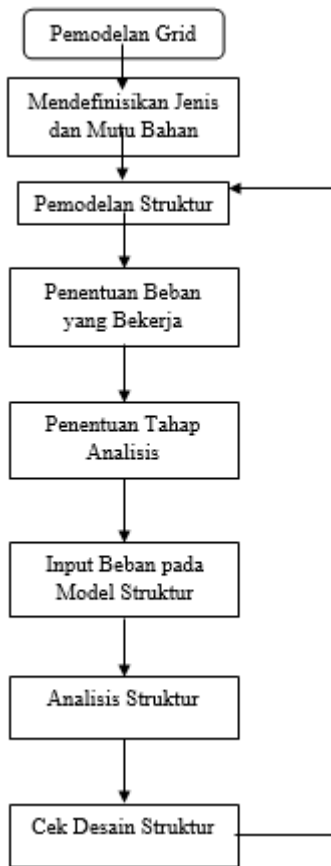 Pemodelan Grid
Mendefinisikan Jenis
dan Mutu Bahan
Pemodelan Struktur
Penentuan Beban
yang Bekerja
Penentuan Tahap
Analisis
Input Beban pada
Model Struktur
Analisis Struktur
Cek Desain Struktur